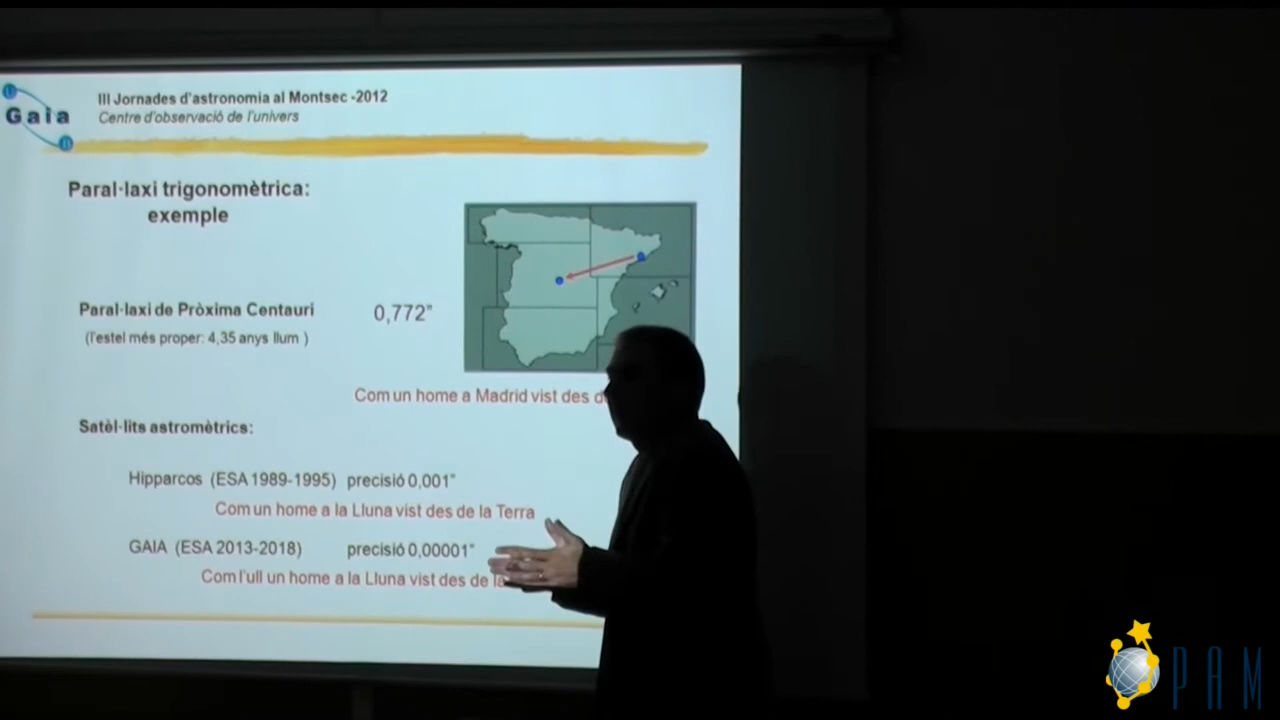 Gaia
III Jornades d'astronomia al Montsec -2012
Centre d'observació de l'univers
Paral·laxi trigonomètrica:
exemple
Paral·laxi de Pròxima Centauri 0,772"
(l'estel més proper: 4,35 anys llum )
Com un home a Madrid vist des
Satèl·lits astromètrics:
Hipparcos (ESA 1989-1995) precisió 0,001"
Com un home a la Lluna vist des de la Terra
GAIA (ESA 2013-2018) precisió 0,00001"
Com l'ull un home a la Lluna vist des de la
PAM